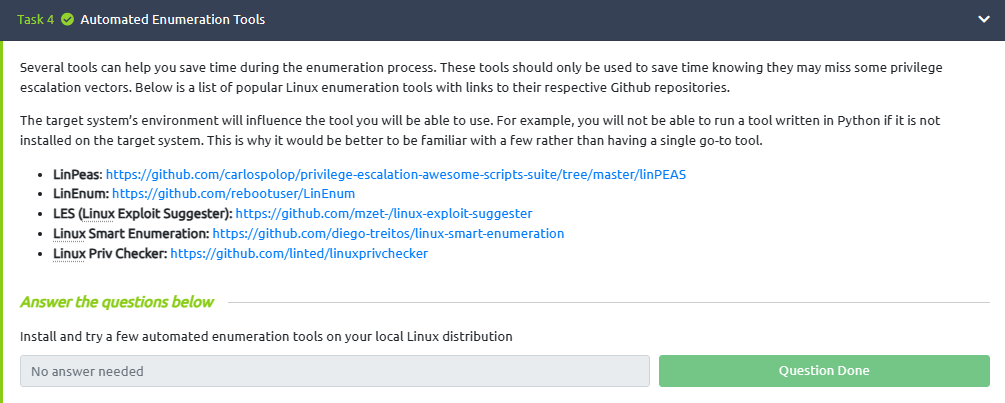 Task 4 Automated Enumeration Tools
Several tools can help you save time during the enumeration process. These tools should only be used to save time knowing they may miss some privilege
escalation vectors. Below is a list of popular Linux enumeration tools with links to their respective Github repositories.
The target system's environment will influence the tool you will be able to use. For example, you will not be able to run a tool written in Python if it is not
installed on the target system. This is why it would be better to be familiar with a few rather than having a single go-to tool.
• LinPeas: https://github.com/carlospolop/privilege-escalation-awesome-scripts-suite/tree/master/linPEAS
• LinEnum: https://github.com/rebootuser/LinEnum
• LES (Linux Exploit Suggester): https://github.com/mzet-/linux-exploit-suggester
• Linux Smart Enumeration: https://github.com/diego-treitos/linux-smart-enumeration
• Linux Priv Checker: https://github.com/linted/linuxprivchecker
Answer the questions below
Install and try a few automated enumeration tools on your local Linux distribution
No answer needed
Question Done